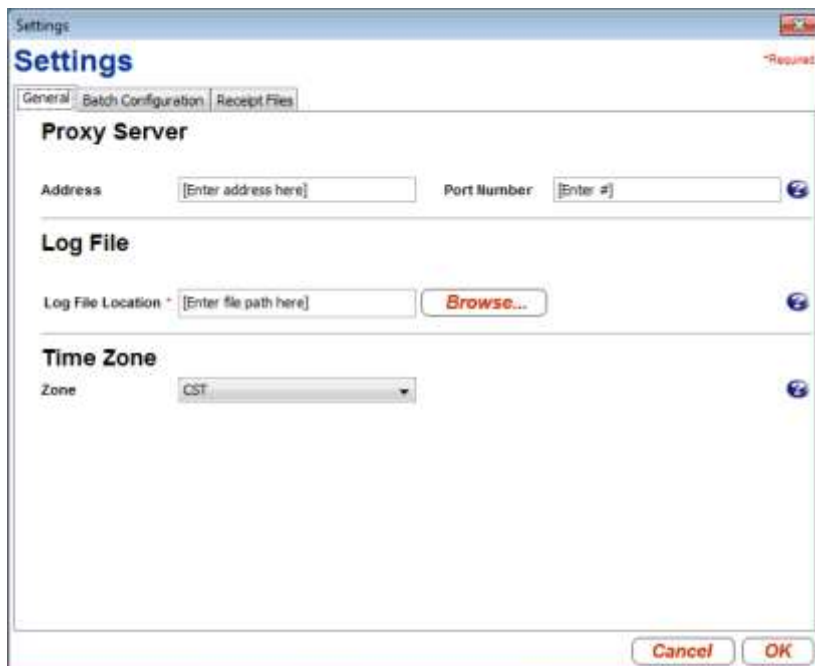 Settings
Settings
*Required
General Batch Configuration Receipt Files
Proxy Server
Address [Enter address here] Port Number [Enter #]
Log File
Log File Location * [Enter file path here] Browse...
Time Zone
Zone CST
Cancel OK